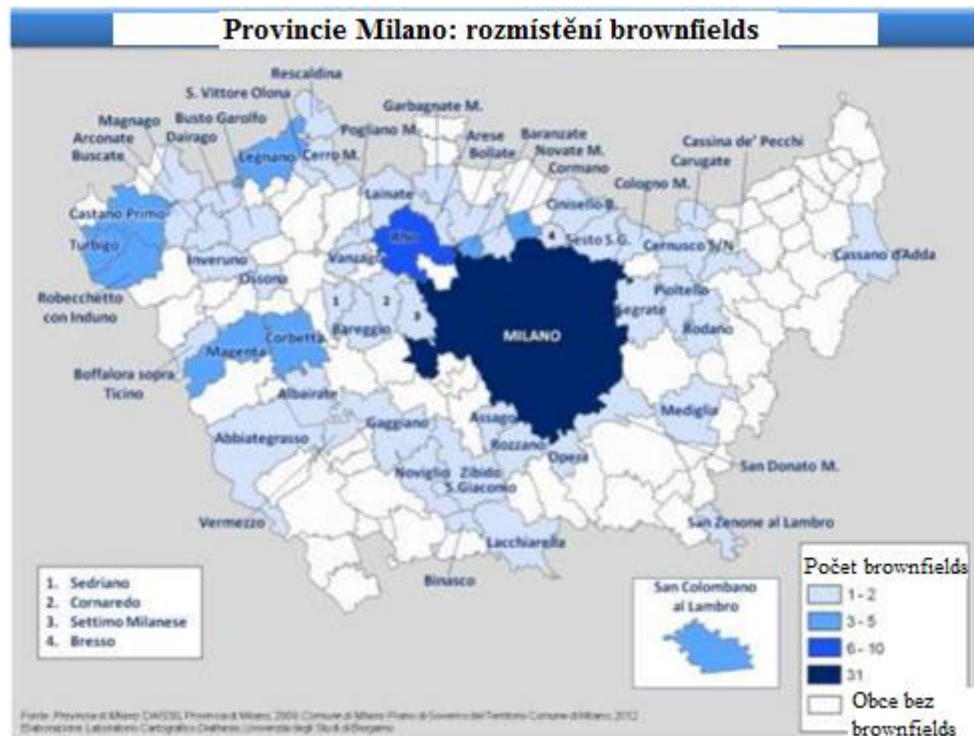 Provincie Milano: rozmístění brownfields
Rescaldina
S. Vittore Olona
Garbagnate M.
Magnago
Busto Garolfo
Pogliano M.
Arese
Baranzate
Cassina de' Pecchi
Arconate
Dairago
Bollate
Novate M.
Carugate
Buscate
Legnano
Cerro M.
Cormano
Cologno M.
Lainate
Cinisello B.
Castano Primo
Rho
4
Sesto S.G.
Cernusco S/N
Turbigo
Inveruno
Vanzago
Cassano d'Adda
Ossona
Pioltello
Robecchetto
con Induno
1
2
3
Segrate
Bareggio
Rodano
Corbetta
MILANO
Magenta
Boffalora sopra
Ticino
Albairate
Mediglia
Abbiategrasso
Gaggiano
Assago
Rozzano
Opera
Noviglio
Zibido
S.Giacomo
San Donato M.
Vermezzo
San Zenone al Lambro
Lacchiarella
Binasco
1. Sedriano
2. Cornaredo
3. Settimo Milanese
4. Bresso
San Colombano
al Lambro
Počet brownfields
1 - 2
3 - 5
6 - 10
31
Obce bez
brownfields